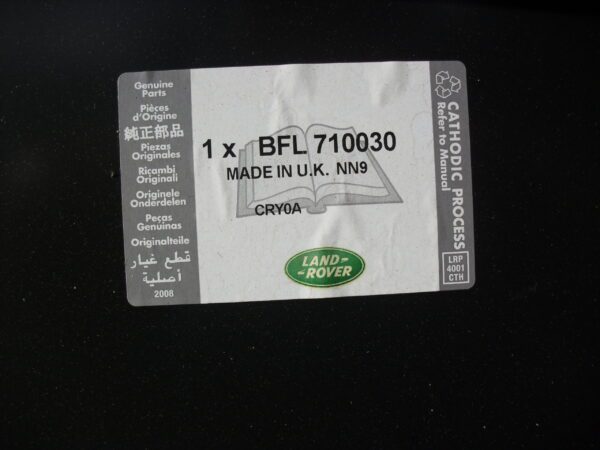 Genuine
Parts
Pièces
d'Origine
純正部品
Piezas
Originales
Ricambi
Originali
Originele
Onderdelen
Peças
Genuinas
Originalteile
قطع غيار
أصلية
2008
1 x BFL 710030
MADE IN U.K. NN9
CRY0A
LAND-
-ROVER
CATHODIC PROCESS
Refer to Manual
LRP
4001
CTH